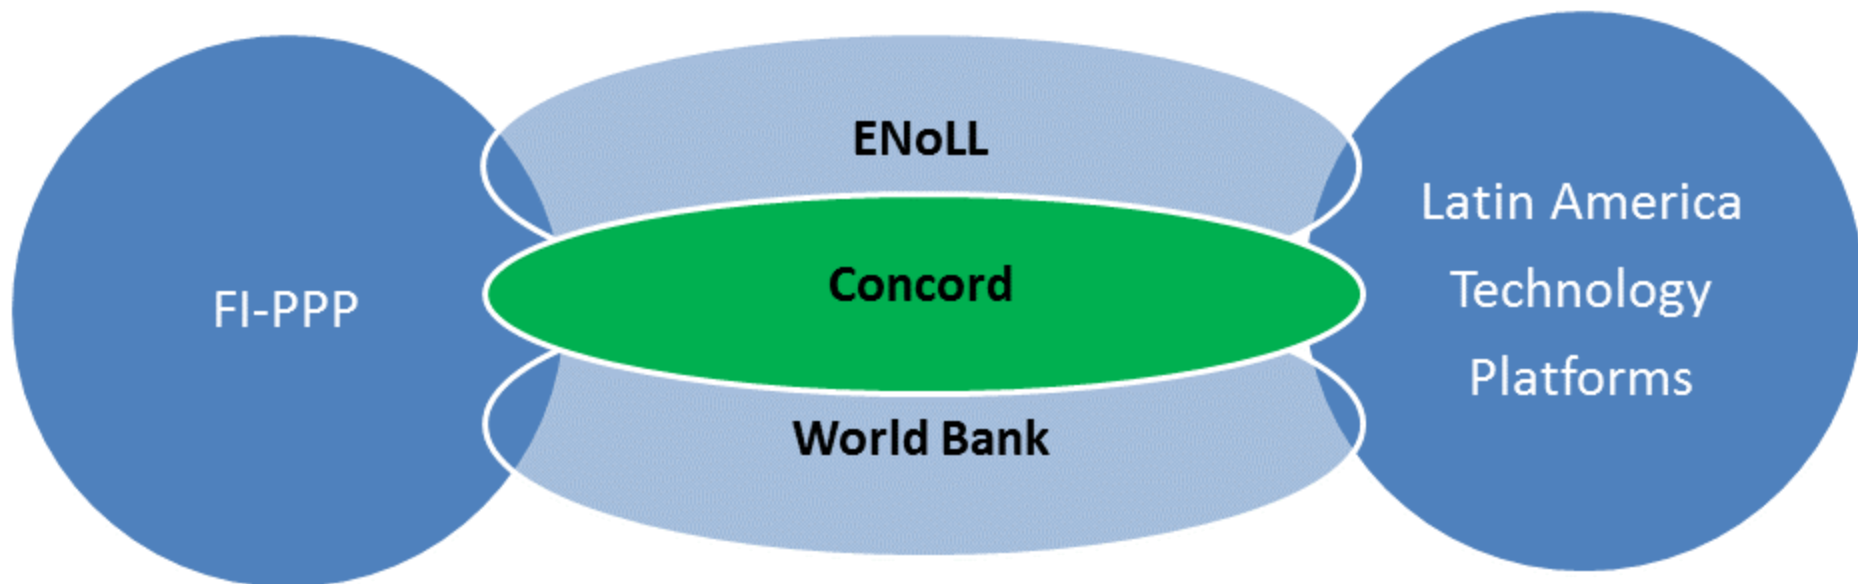 ENoLL
Concord
World Bank
FI-PPP
Latin America
Technology
Platforms